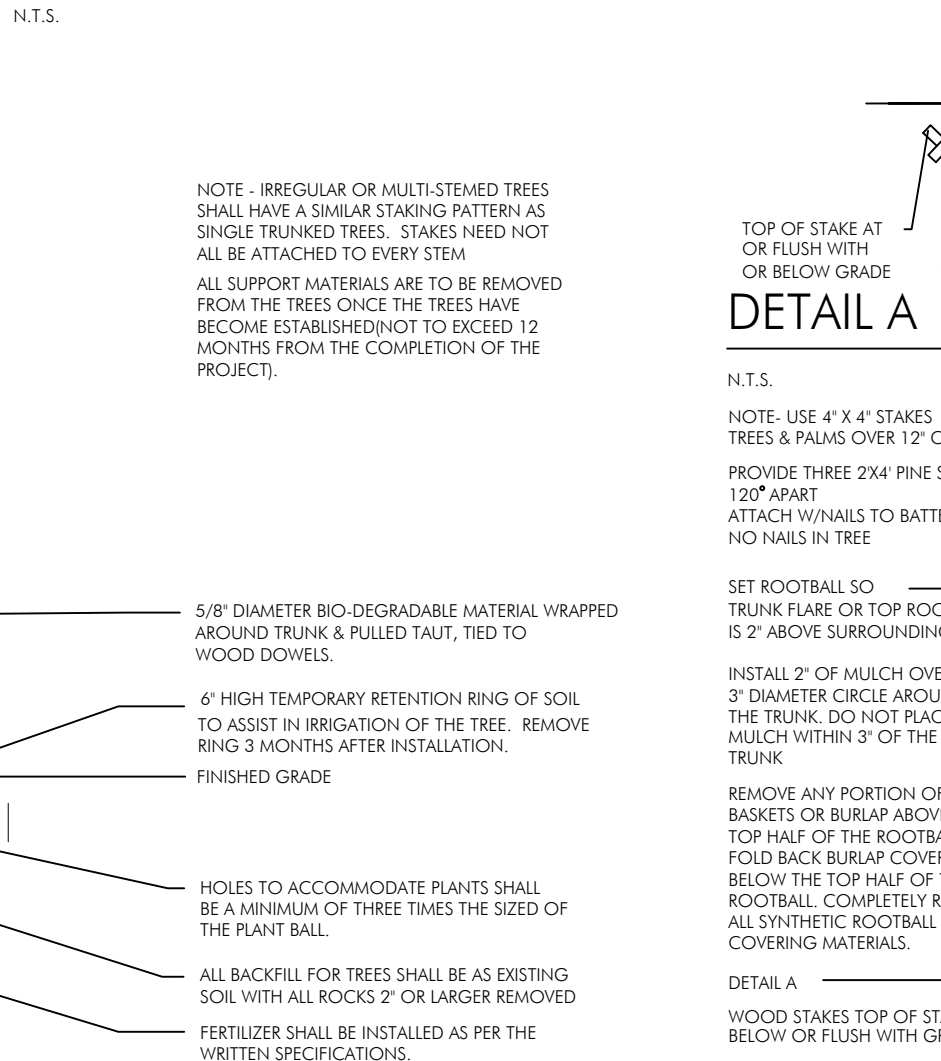 N.T.S.
NOTE - IRREGULAR OR MULTI-STEMED TREES
SHALL HAVE A SIMILAR STAKING PATTERN AS
SINGLE TRUNKED TREES. STAKES NEED NOT
ALL BE ATTACHED TO EVERY STEM
ALL SUPPORT MATERIALS ARE TO BE REMOVED
FROM THE TREES ONCE THE TREES HAVE
BECOME ESTABLISHED(NOT TO EXCEED 12
MONTHS FROM THE COMPLETION OF THE
PROJECT).
5/8" DIAMETER BIO-DEGRADABLE MATERIAL WRAPPED
AROUND TRUNK & PULLED TAUT, TIED TO
WOOD DOWELS.
6" HIGH TEMPORARY RETENTION RING OF SOIL
TO ASSIST IN IRRIGATION OF THE TREE. REMOVE
RING 3 MONTHS AFTER INSTALLATION.
FINISHED GRADE
HOLES TO ACCOMMODATE PLANTS SHALL
BE A MINIMUM OF THREE TIMES THE SIZED OF
THE PLANT BALL.
ALL BACKFILL FOR TREES SHALL BE AS EXISTING
SOIL WITH ALL ROCKS 2" OR LARGER REMOVED
FERTILIZER SHALL BE INSTALLED AS PER THE
WRITTEN SPECIFICATIONS.
TOP OF STAKE AT
OR FLUSH WITH
OR BELOW GRADE
DETAIL A
N.T.S.
NOTE- USE 4" X 4" STAKES
TREES & PALMS OVER 12"
PROVIDE THREE 2'X4' PINE
120° APART
ATTACH W/NAILS TO
NO NAILS IN TREE
SET ROOTBALL SO
TRUNK FLARE OR TOP
IS 2" ABOVE
INSTALL 2" OF MULCH
3" DIAMETER CIRCLE
THE TRUNK. DO NOT
MULCH WITHIN 3" OF THE
TRUNK
REMOVE ANY PORTION
BASKETS OR BURLAP
TOP HALF OF THE
FOLD BACK BURLAP
BELOW THE TOP HALF OF
ROOTBALL. COMPLETELY
ALL SYNTHETIC ROOTBALL
COVERING MATERIALS.
DETAIL A
WOOD STAKES TOP OF
BELOW OR FLUSH WITH